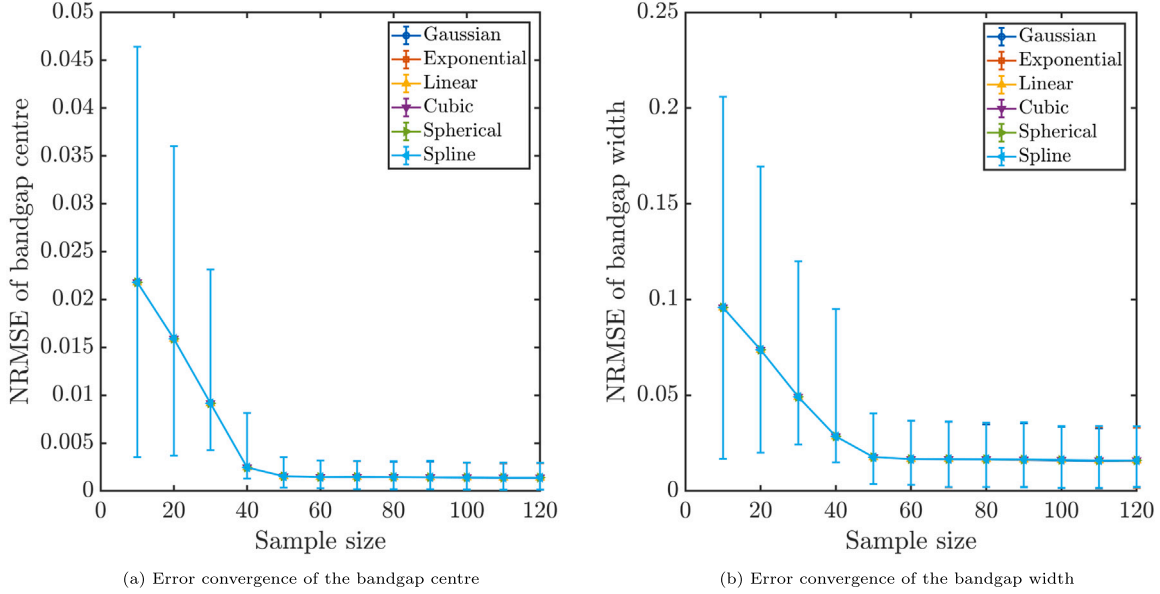 0.05
0.045
0.04
0.035
0.03
0.025
0.02
0.015
0.01
0.005
0
0 20 40 60 80 100 120
NRMSE of bandgap centre
Sample size
Gaussian
Exponential
Linear
Cubic
Spherical
Spline
(a) Error convergence of the bandgap centre
0.25
0.2
0.15
0.1
0.05
0
0 20 40 60 80 100 120
NRMSE of bandgap width
Sample size
Gaussian
Exponential
Linear
Cubic
Spherical
Spline
(b) Error convergence of the bandgap width